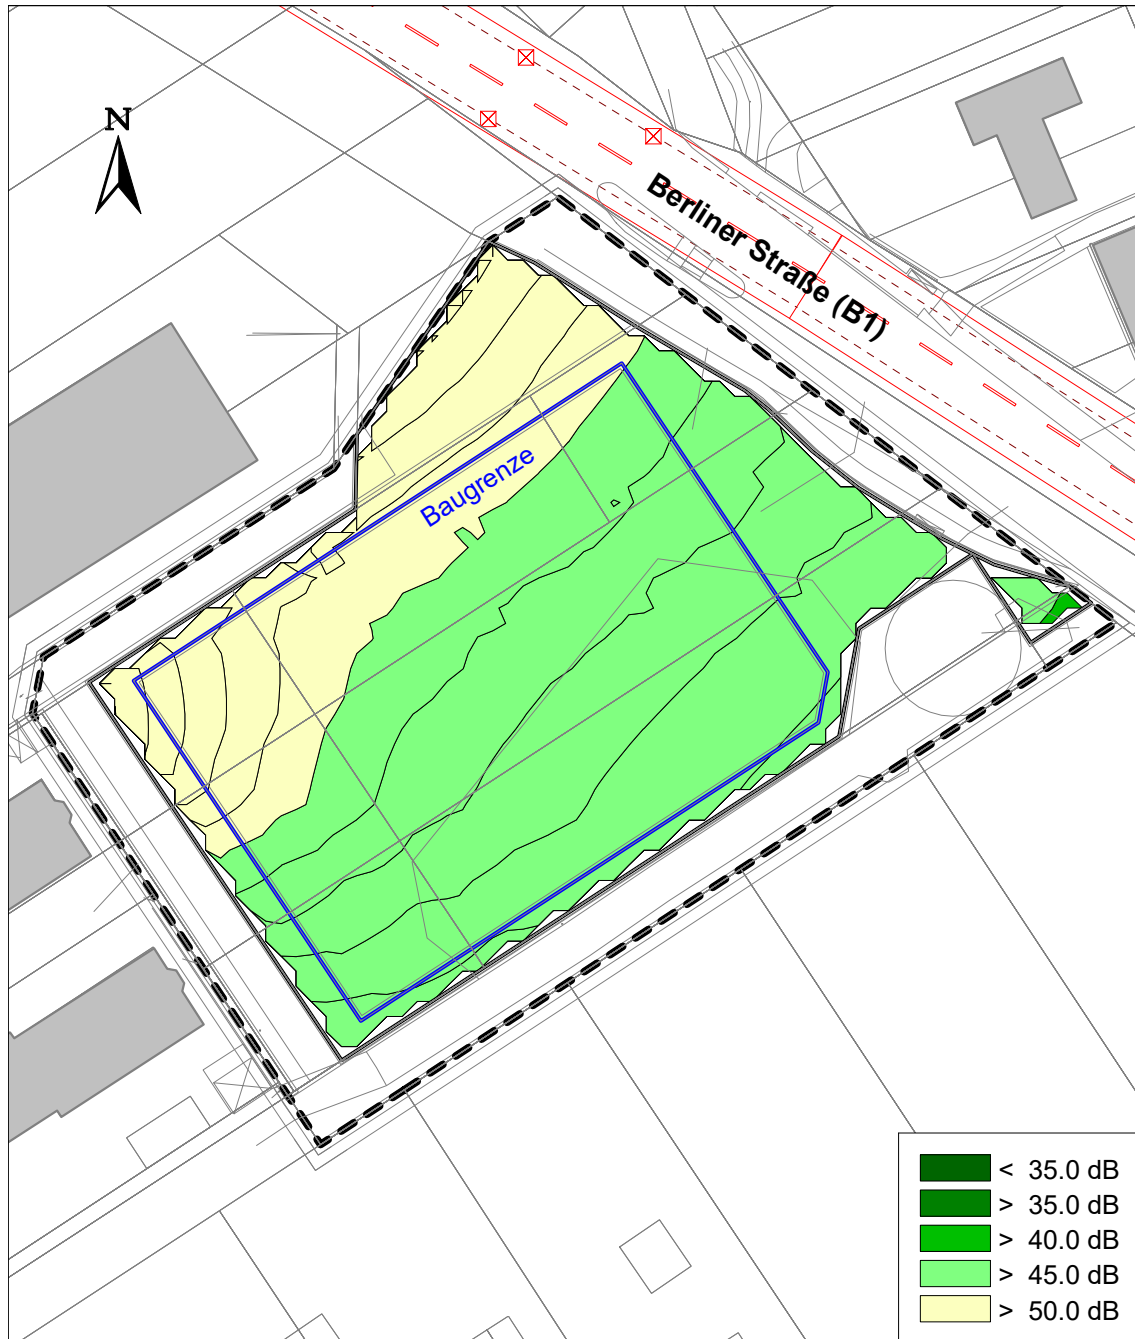 N
Berliner Straße (B1)
Baugrenze
< 35.0 dB
> 35.0 dB
> 40.0 dB
> 45.0 dB
> 50.0 dB